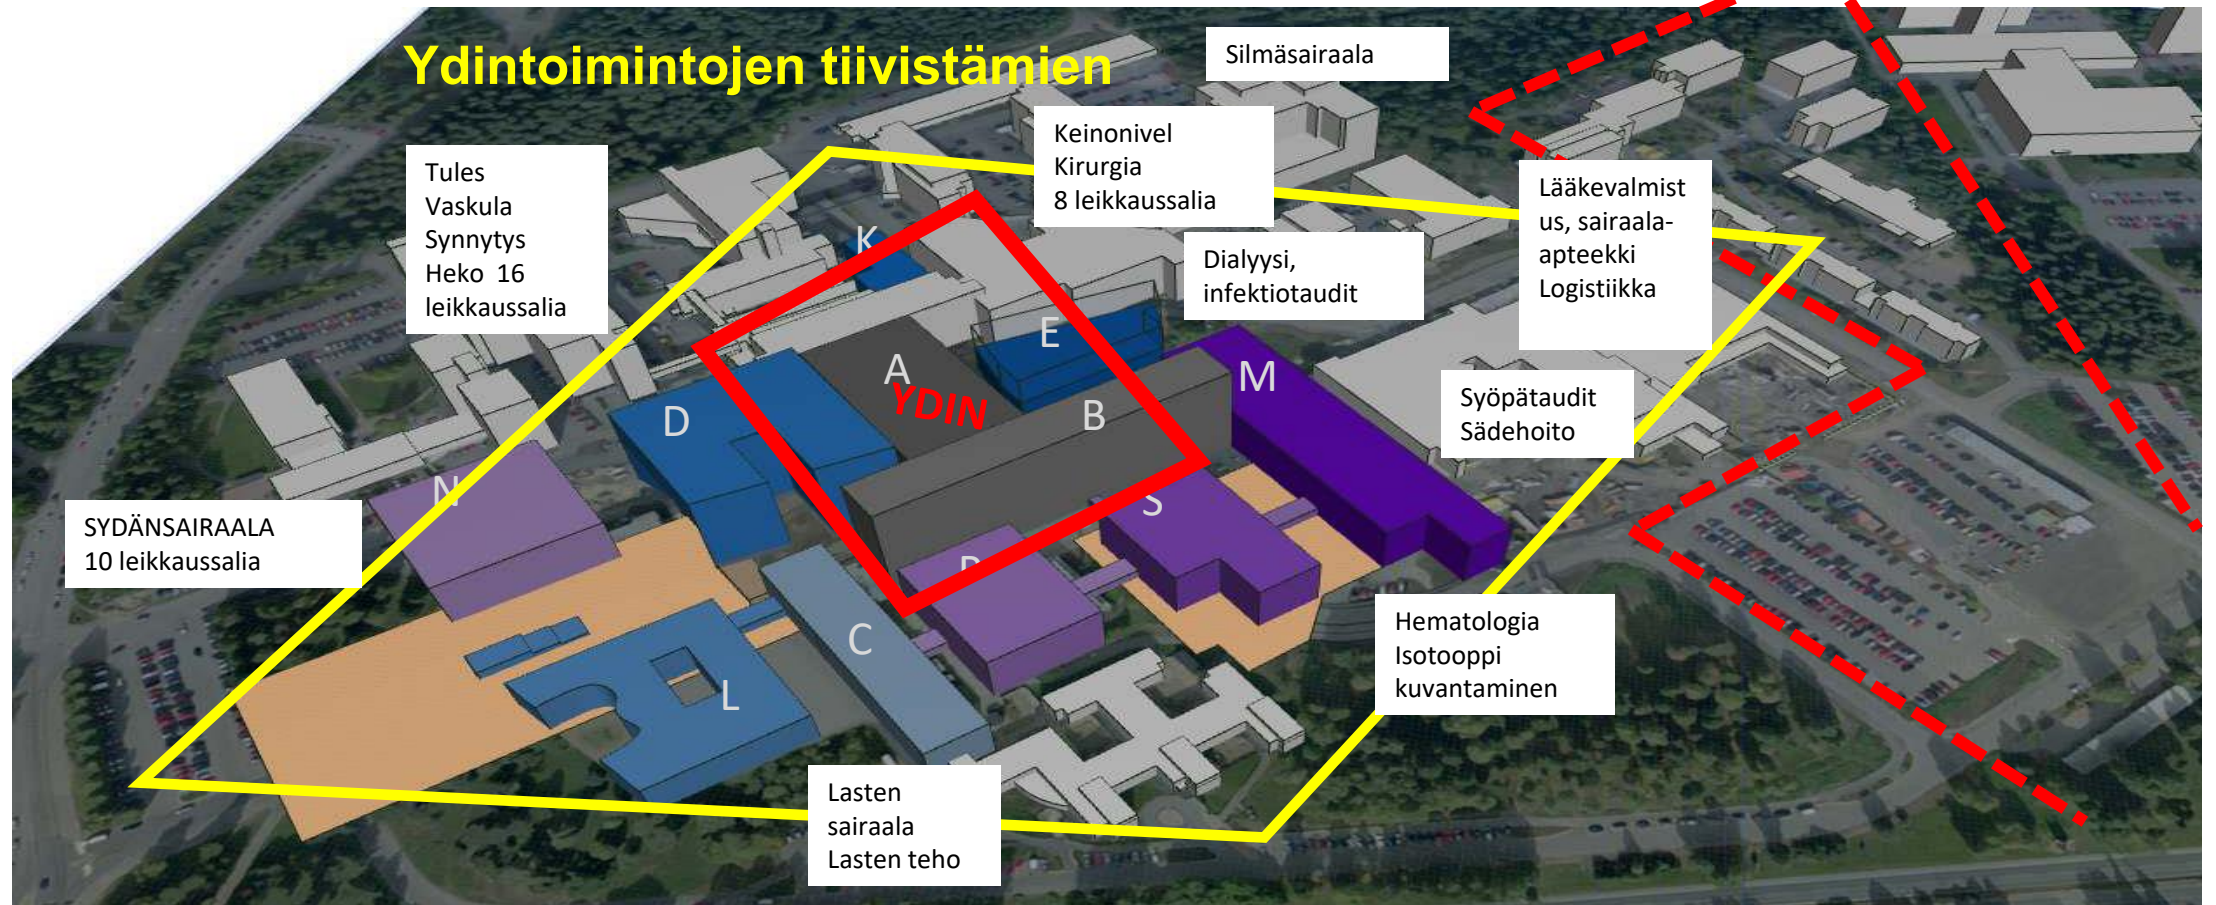 Ydintoimintojen tiivistämien
Silmäsairaala
Keinonivel
Kirurgia
8 leikkaussalia
Tules
Vaskula
Synnytys
Heko 16
leikkaussalia
Lääkevalmist
us, sairaala-
apteekki
Logistiikka
Dialyysi,
infektiotaudit
K
E
A
YDIN
M
B
D
Syöpätaudit
Sädehoito
N
S
SYDÄNSAIRAALA
10 leikkaussalia
C
L
Hematologia
Isotooppi
kuvantaminen
Lasten
sairaala
Lasten teho